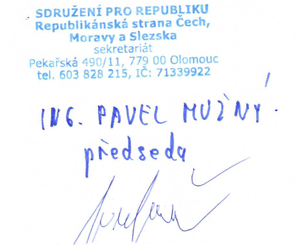 SDRUŽENÍ PRO REPUBLIKU
Republikánská strana Čech,
Moravy a Slezska
sekretariát
Pekařská 490/11, 779 00 Olomouc
tel. 603 828 215, IČ: 71339922
ING. PAVEL MUŽNÝ
předseda